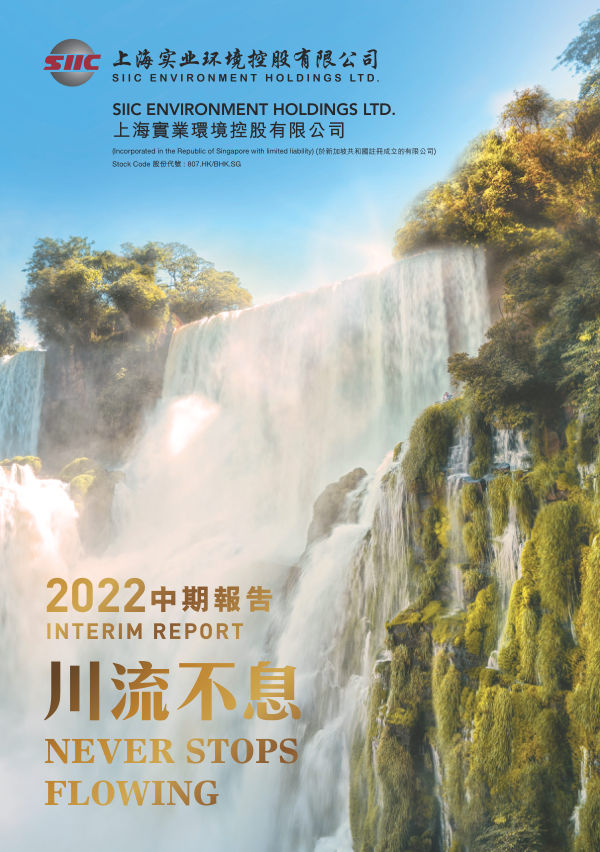 SIIC
上海实业环境控股有限公司
SIIC ENVIRONMENT HOLDINGS LTD.
SIIC ENVIRONMENT HOLDINGS LTD.
上海實業環境控股有限公司
(Incorporated in the Republic of Singapore with limited liability) (於新加坡共和國註冊成立的有限公司)
Stock Code 股份代號 : 807.HK/BHK.SG
2022中期報告
INTERIM REPORT
川流不息
NEVER STOPS
FLOWING